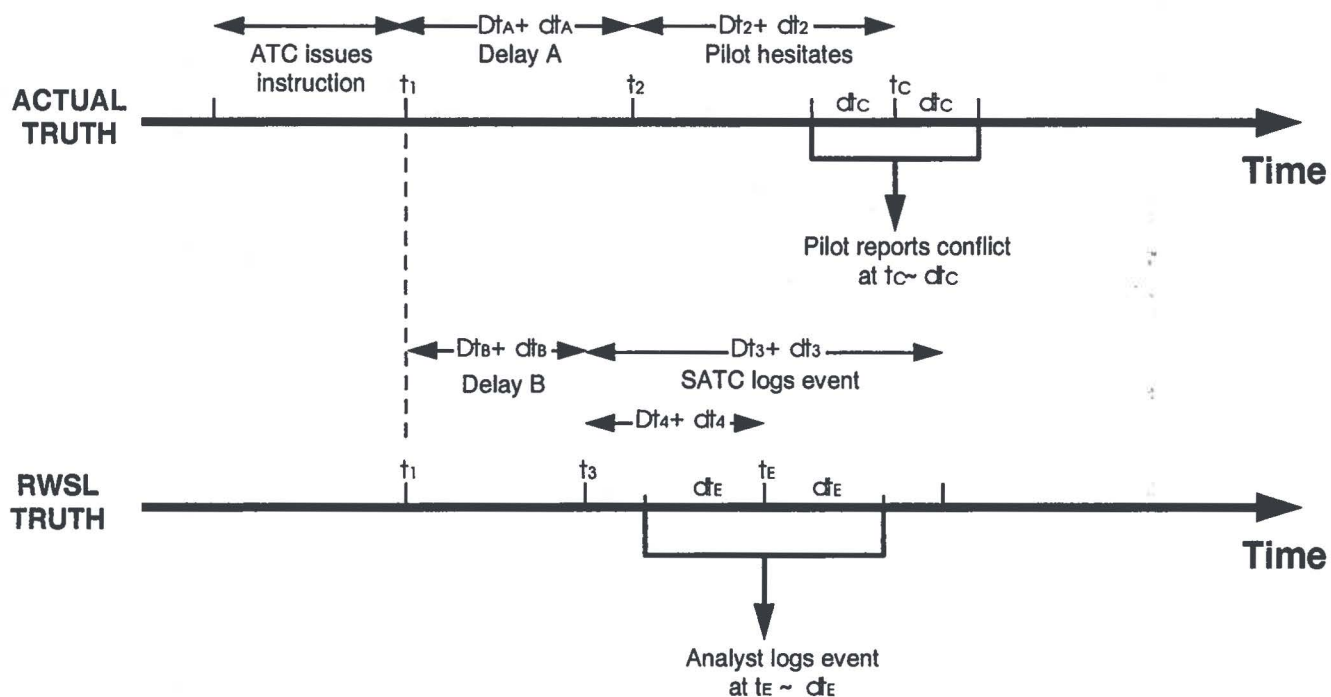 DtA+ dtA
Dt2+ dt2
ATC issues
instruction
Delay A
Pilot hesitates
ACTUAL
TRUTH
t1
t2
dtC
tC
dtC
Time
Pilot reports conflict
at tC~ dtC
DtB+ dtB
Dt3+ dt3
Delay B
SATC logs event
Dt4+ dt4
RWSL
TRUTH
t1
t3
dtE
tE
dtE
Time
Analyst logs event
at tE ~ dtE